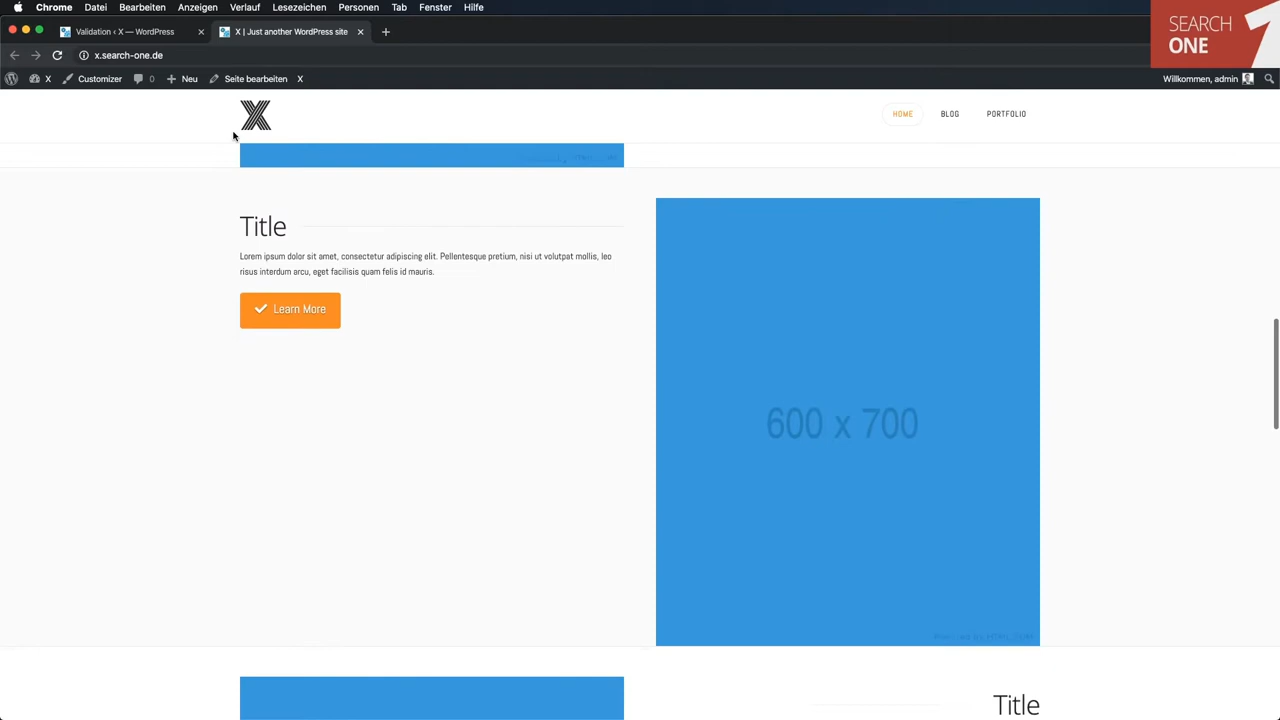 Chrome Datei Bearbeiten Anzeigen Verlauf Lesezeichen Personen Tab Fenster Hilfe
SEARCH
ONE
Validation ‹ X — WordPress
X | Just another WordPress site
x.search-one.de
X Customizer 0 Neu Seite bearbeiten X
Willkommen, admin
X
HOME BLOG PORTFOLIO
Title
Lorem ipsum dolor sit amet, consectetur adipiscing elit. Pellentesque pretium, nisi ut volutpat mollis, leo
risus interdum arcu, eget facilisis quam felis id mauris.
Learn More
600 x 700
Title